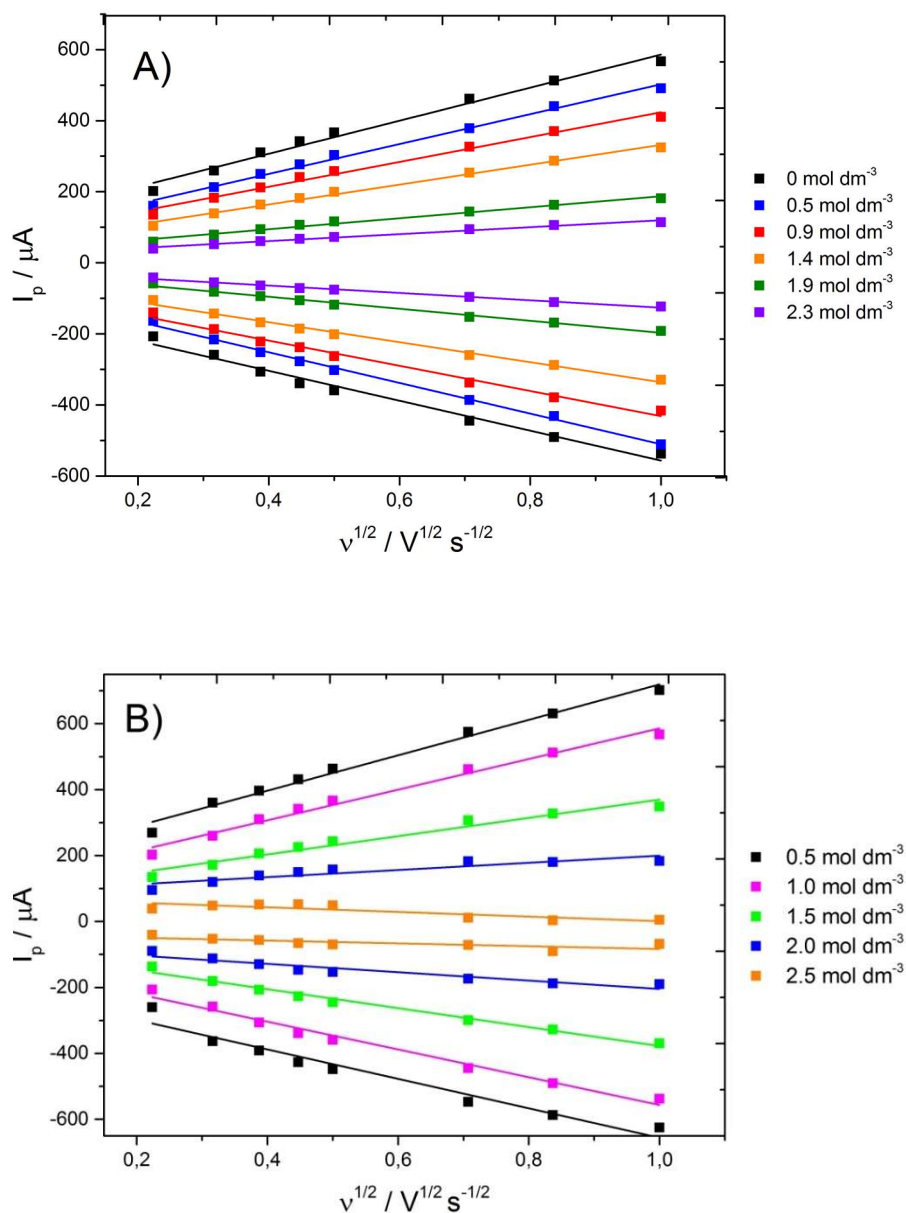 A)
600
400
200
0
-200
-400
-600
I_p / µA
0,2 0,4 0,6 0,8 1,0
ν^1/2 / V^1/2 s^-1/2
0 mol dm^-3
0.5 mol dm^-3
0.9 mol dm^-3
1.4 mol dm^-3
1.9 mol dm^-3
2.3 mol dm^-3
B)
600
400
200
0
-200
-400
-600
I_p / µA
0,2 0,4 0,6 0,8 1,0
ν^1/2 / V^1/2 s^-1/2
0.5 mol dm^-3
1.0 mol dm^-3
1.5 mol dm^-3
2.0 mol dm^-3
2.5 mol dm^-3